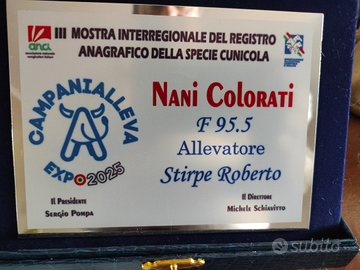 III MOSTRA INTERREGIONALE DEL REGISTRO
ANAGRAFICO DELLA SPECIE CUNICOLA
anci
CAMPANIALLEVA
EXPO2025
Nani Colorati
F 95.5
Allevatore
Stirpe Roberto
Il Presidente
Sergio Pompa
Il Direttore
Michele Schiavitto
subito